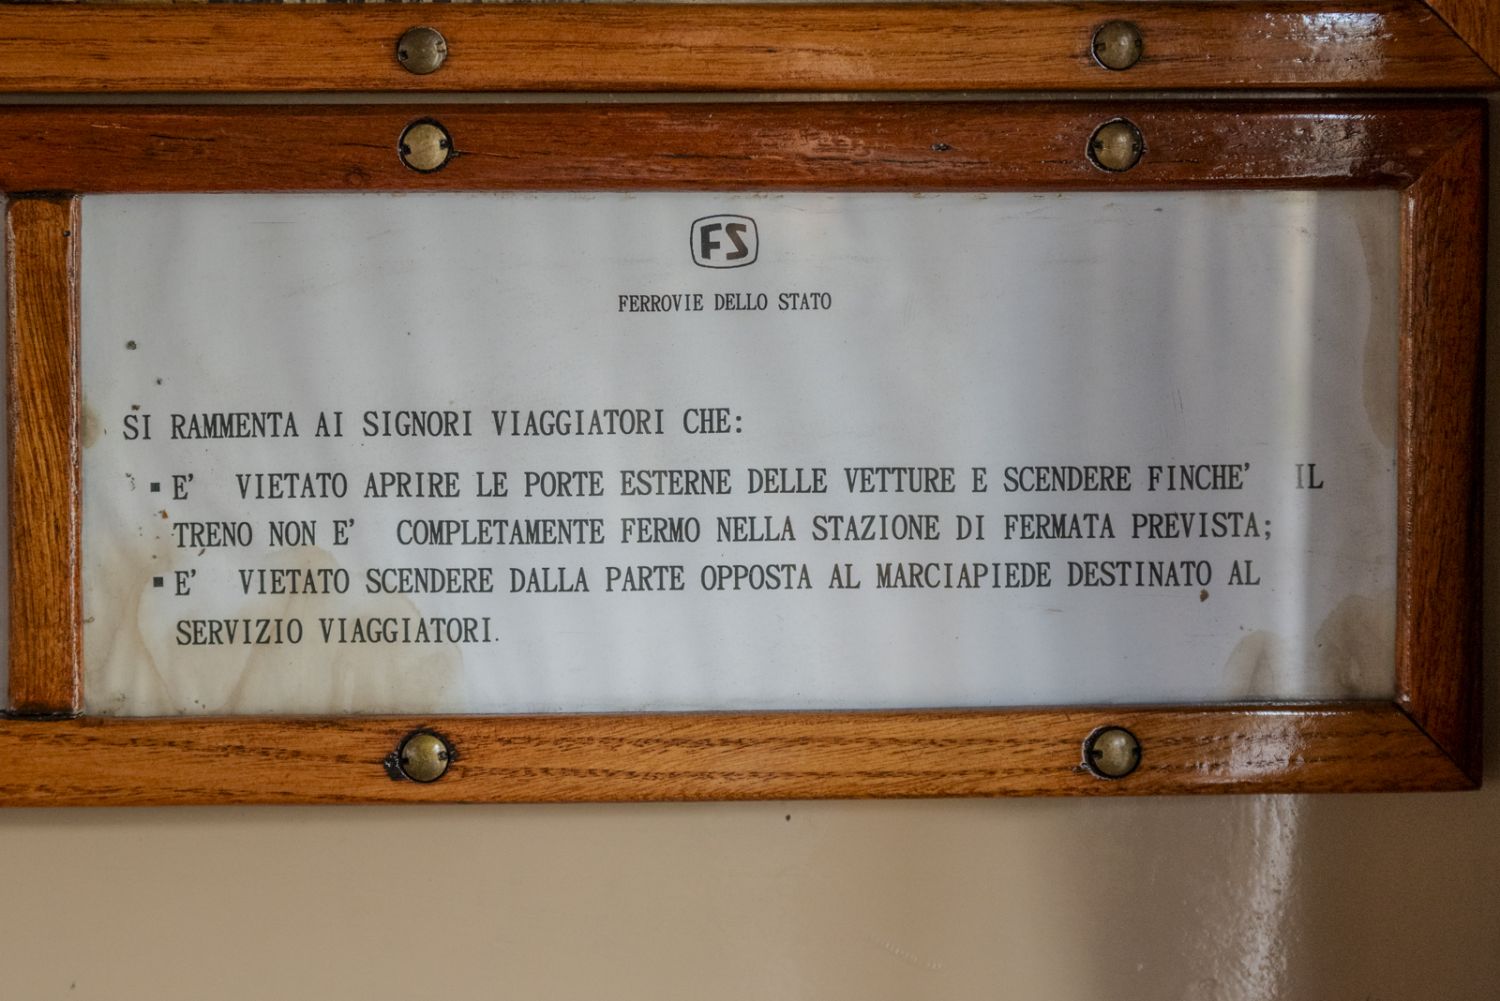 FS
FERROVIE DELLO STATO
SI RAMMENTA AI SIGNORI VIAGGIATORI CHE:
▪ E' VIETATO APRIRE LE PORTE ESTERNE DELLE VETTURE E SCENDERE FINCHE' IL
TRENO NON E' COMPLETAMENTE FERMO NELLA STAZIONE DI FERMATA PREVISTA;
▪ E' VIETATO SCENDERE DALLA PARTE OPPOSTA AL MARCIAPIEDE DESTINATO AL
SERVIZIO VIAGGIATORI.